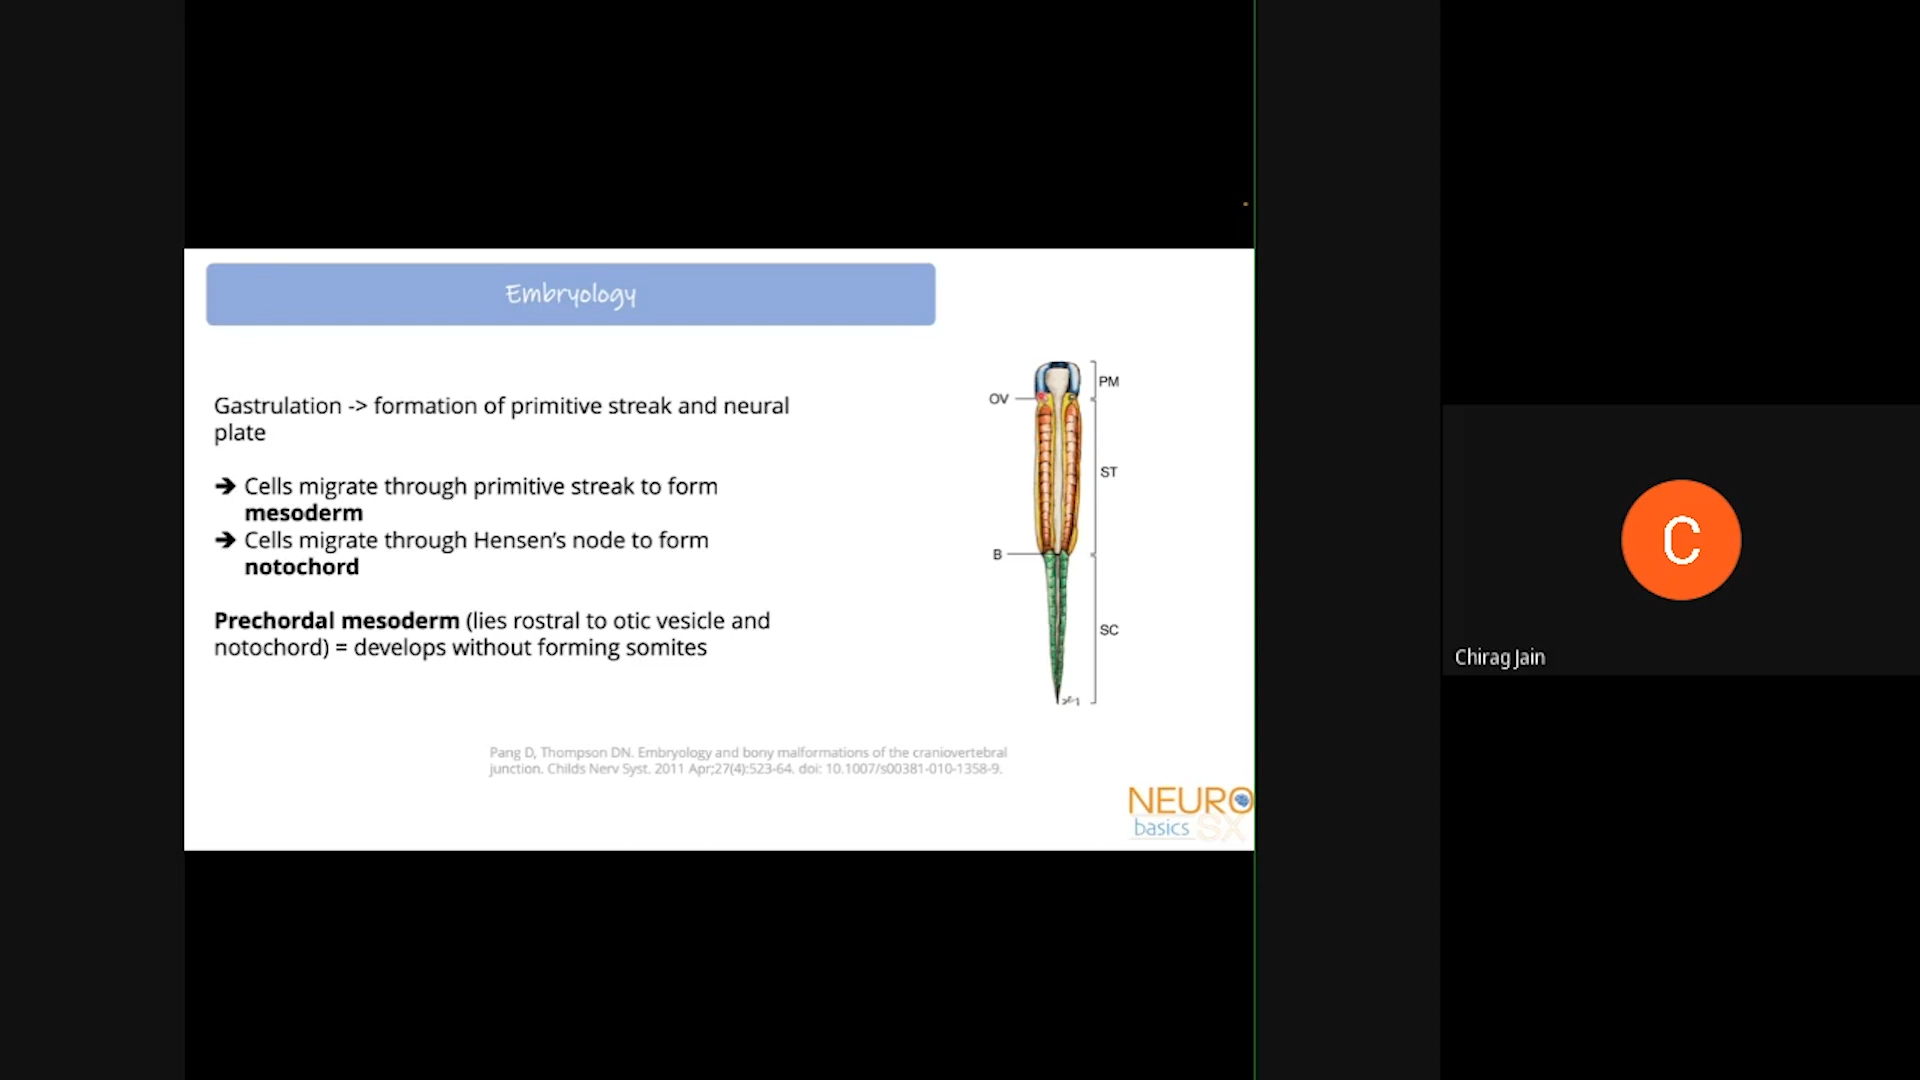 Embryology
Gastrulation -> formation of primitive streak and neural
plate
➔ Cells migrate through primitive streak to form
mesoderm
➔ Cells migrate through Hensen's node to form
notochord
Prechordal mesoderm (lies rostral to otic vesicle and
notochord) = develops without forming somites
OV
B
PM
ST
SC
Pang D, Thompson DN. Embryology and bony malformations of the craniovertebral
junction. Childs Nerv Syst. 2011 Apr;27(4):523-64. doi: 10.1007/s00381-010-1358-9.
NEURO
basics SX
C
Chirag Jain